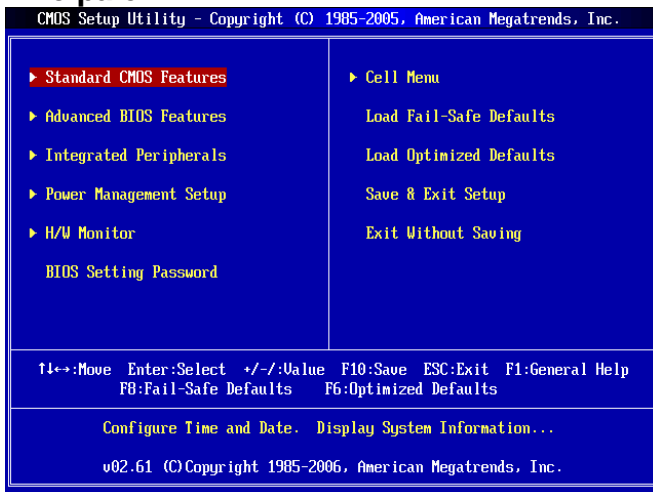 CMOS Setup Utility - Copyright (C) 1985-2005, American Megatrends, Inc.
Standard CMOS Features
Advanced BIOS Features
Integrated Peripherals
Power Management Setup
H/W Monitor
BIOS Setting Password
Cell Menu
Load Fail-Safe Defaults
Load Optimized Defaults
Save & Exit Setup
Exit Without Saving
↑↓↔:Move Enter:Select +/-/:Value F10:Save ESC:Exit F1:General Help
F8:Fail-Safe Defaults F6:Optimized Defaults
Configure Time and Date. Display System Information...
v02.61 (C)Copyright 1985-2006, American Megatrends, Inc.